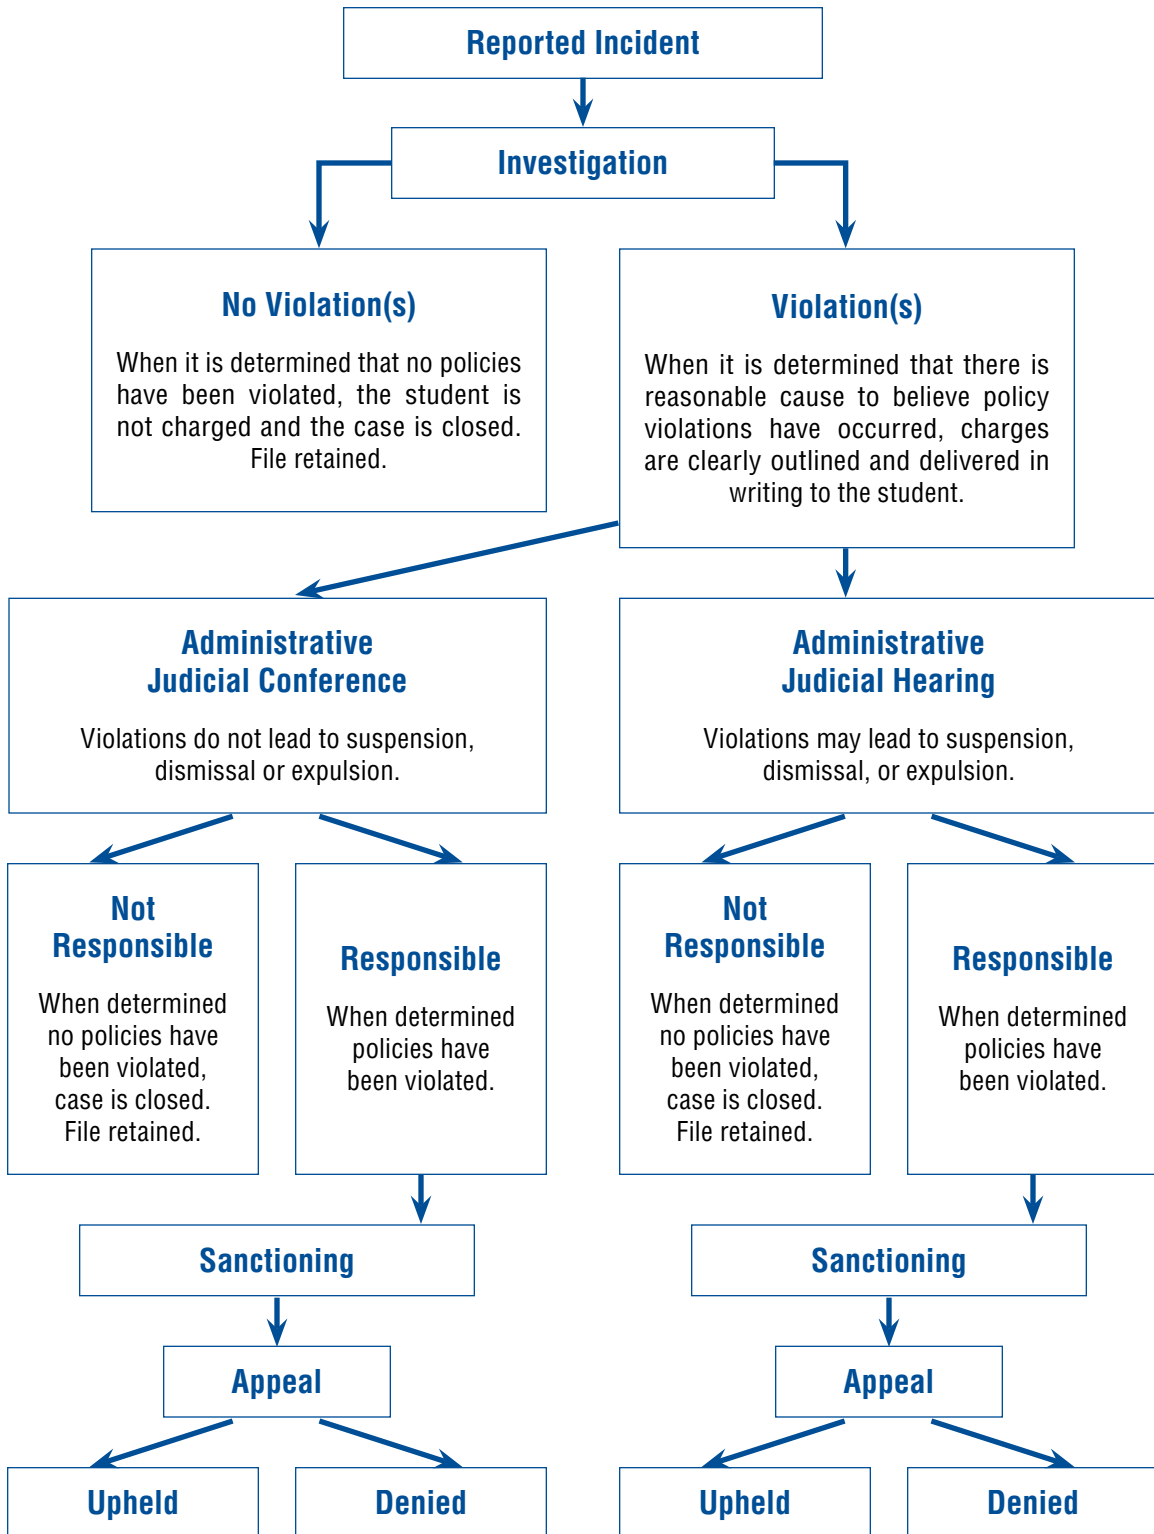 Reported Incident
Investigation
No Violation(s)
When it is determined that no policies
have been violated, the student is
not charged and the case is closed.
File retained.
Violation(s)
When it is determined that there is
reasonable cause to believe policy
violations have occurred, charges
are clearly outlined and delivered in
writing to the student.
Administrative
Judicial Conference
Violations do not lead to suspension,
dismissal or expulsion.
Administrative
Judicial Hearing
Violations may lead to suspension,
dismissal, or expulsion.
Not
Responsible
When determined
no policies have
been violated,
case is closed.
File retained.
Responsible
When determined
policies have
been violated.
Not
Responsible
When determined
no policies have
been violated,
case is closed.
File retained.
Responsible
When determined
policies have
been violated.
Sanctioning
Sanctioning
Appeal
Appeal
Upheld
Denied
Upheld
Denied